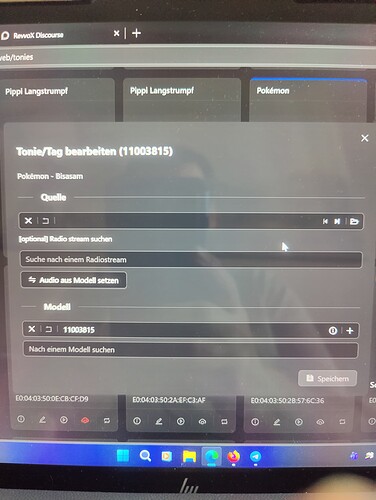 RevvoX Discourse
web/tonies
Pippi Langstrumpf
Pippi Langstrumpf
Pokémon
Tonie/Tag bearbeiten (11003815)
Pokémon - Bisasam
Quelle
[optional] Radio stream suchen
Suche nach einem Radiostream
Audio aus Modell setzen
Modell
11003815
Nach einem Modell suchen
Speichern
E0:04:03:50:0E:CB:CF:D9
E0:04:03:50:2A:EF:C3:AF
E0:04:03:50:2B:57:6C:36
hp